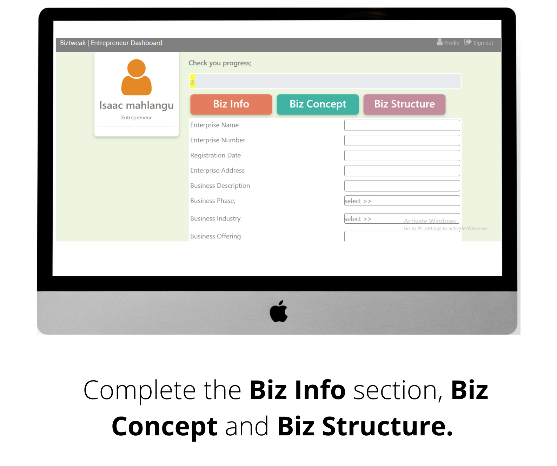 Biztweak | Entrepreneur Dashboard
Profile Sign out
Check you progress;
Isaac mahlangu
Entrepreneur
Biz Info Biz Concept Biz Structure
Enterprise Name
Enterprise Number
Registration Date
Enterprise Address
Business Description
Business Phase, select >>
Business Industry select >>
Activate Windows
Go to PC settings to activate Windows.
Business Offering
Complete the Biz Info section, Biz
Concept and Biz Structure.